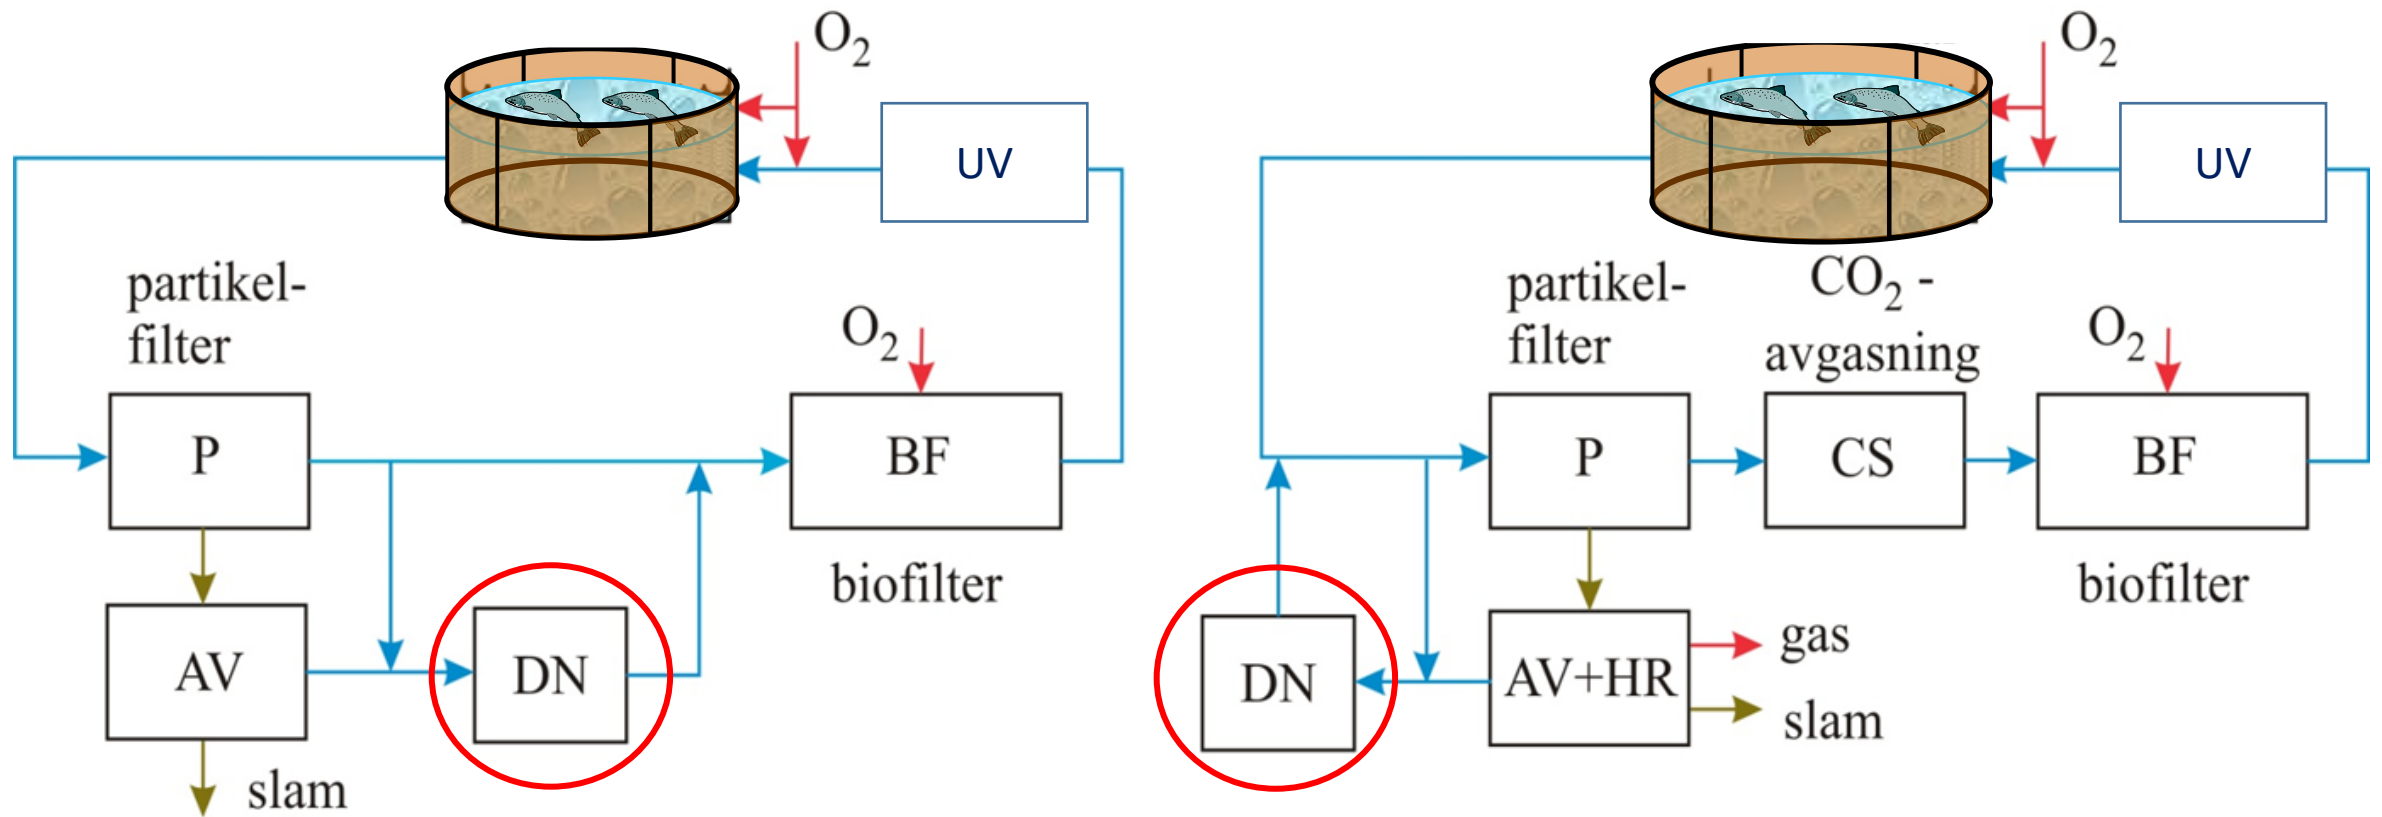 O₂
UV
partikel-
filter
O₂
P
BF
biofilter
AV
DN
slam
O₂
UV
partikel-
filter
CO₂ -
avgasning
O₂
P
CS
BF
biofilter
DN
AV+HR
gas
slam